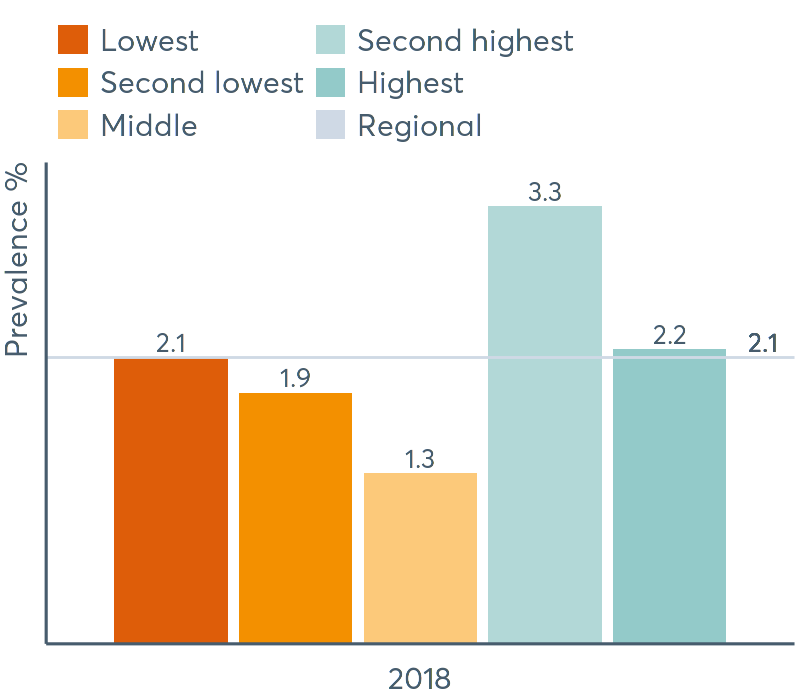 Lowest
Second lowest
Middle
Second highest
Highest
Regional
Prevalence %
2.1
1.9
1.3
3.3
2.2
2.1
2018